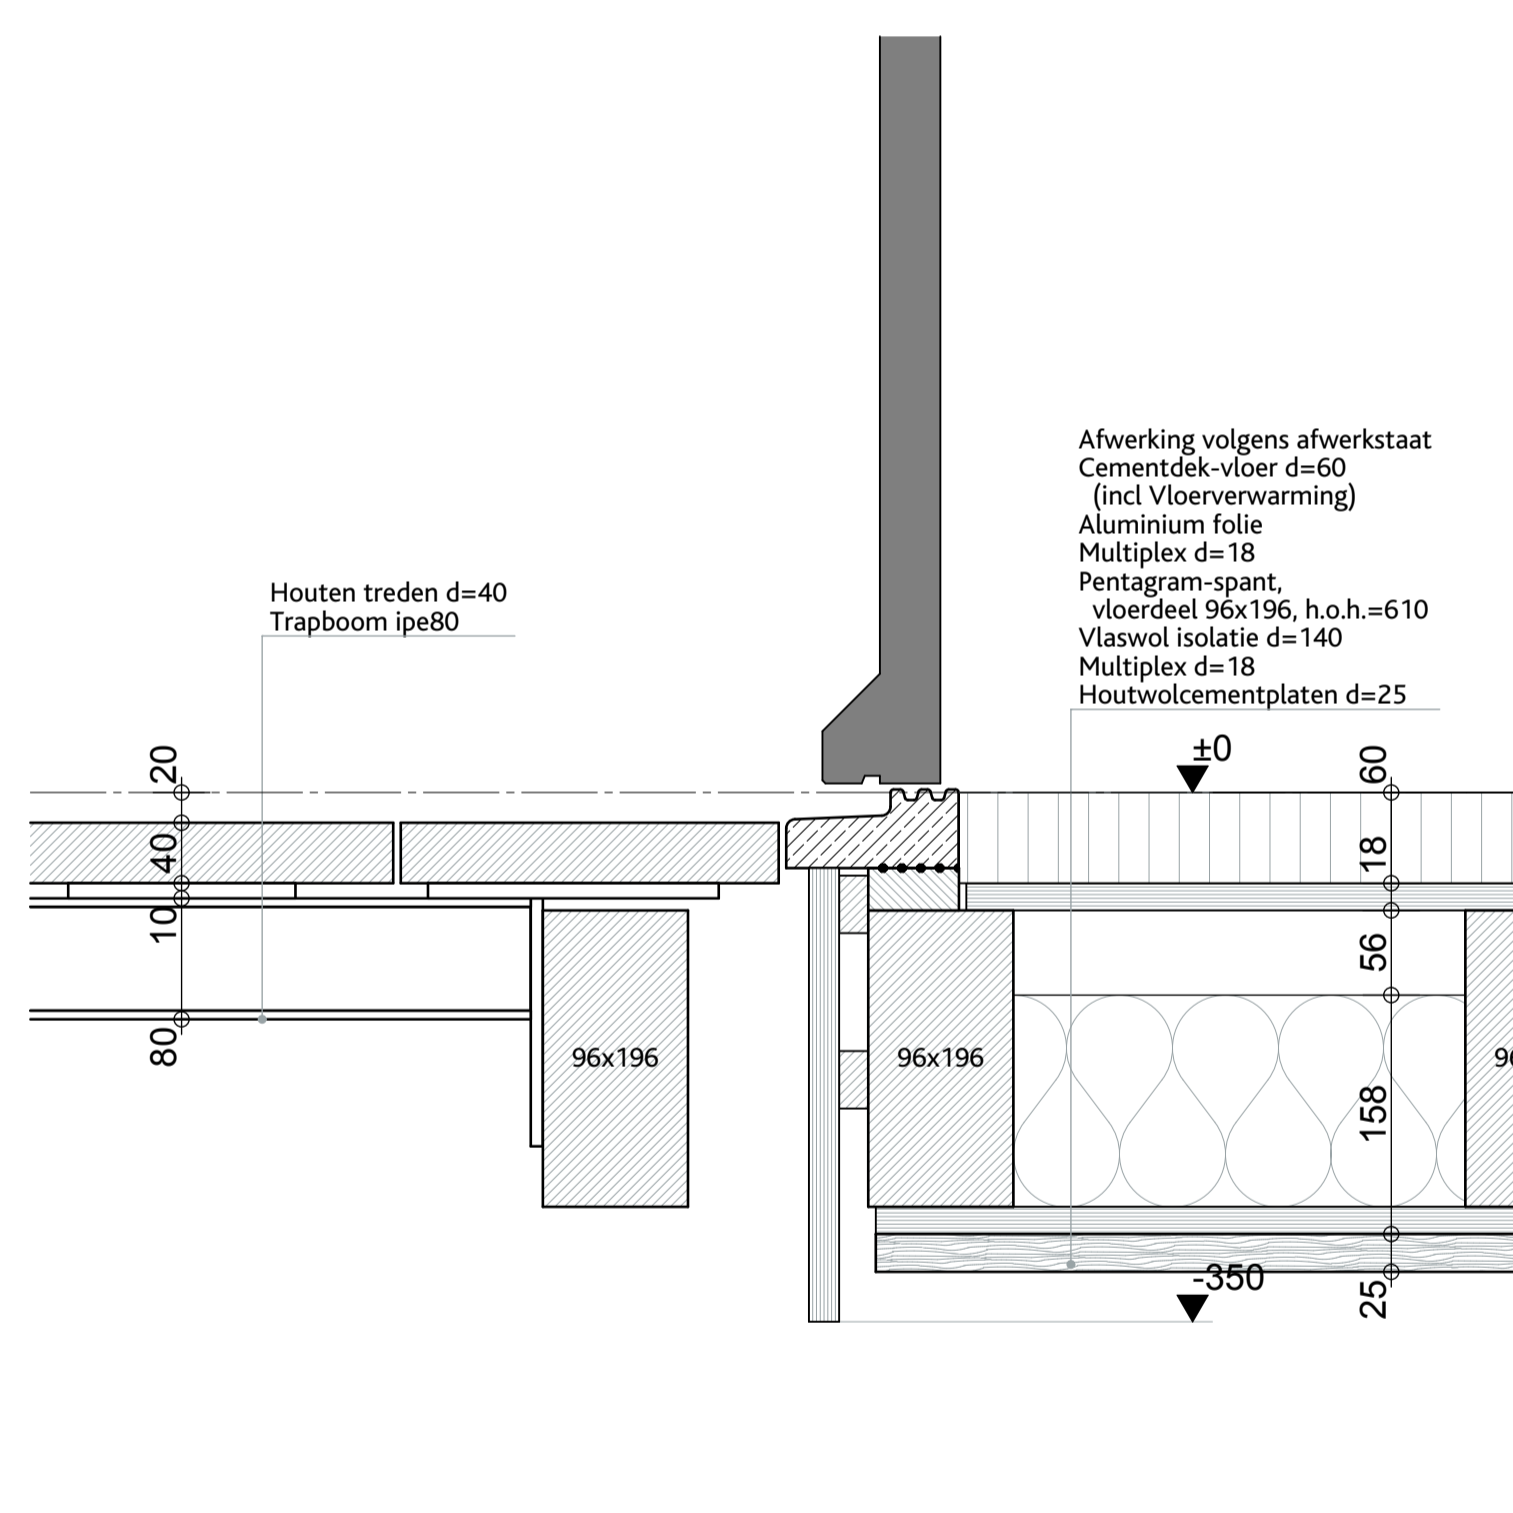 Afwerking volgens afwerkstaat
Cementdek-vloer d=60
(incl Vloerverwarming)
Aluminium folie
Multiplex d=18
Pentagram-spant,
vloerdeel 96x196, h.o.h.=610
Vlaswol isolatie d=140
Multiplex d=18
Houtwolcementplaten d=25
Houten treden d=40
Trapboom ipe80
±0
20
40
10
80
60
18
56
158
25
96x196
96x196
96
-350